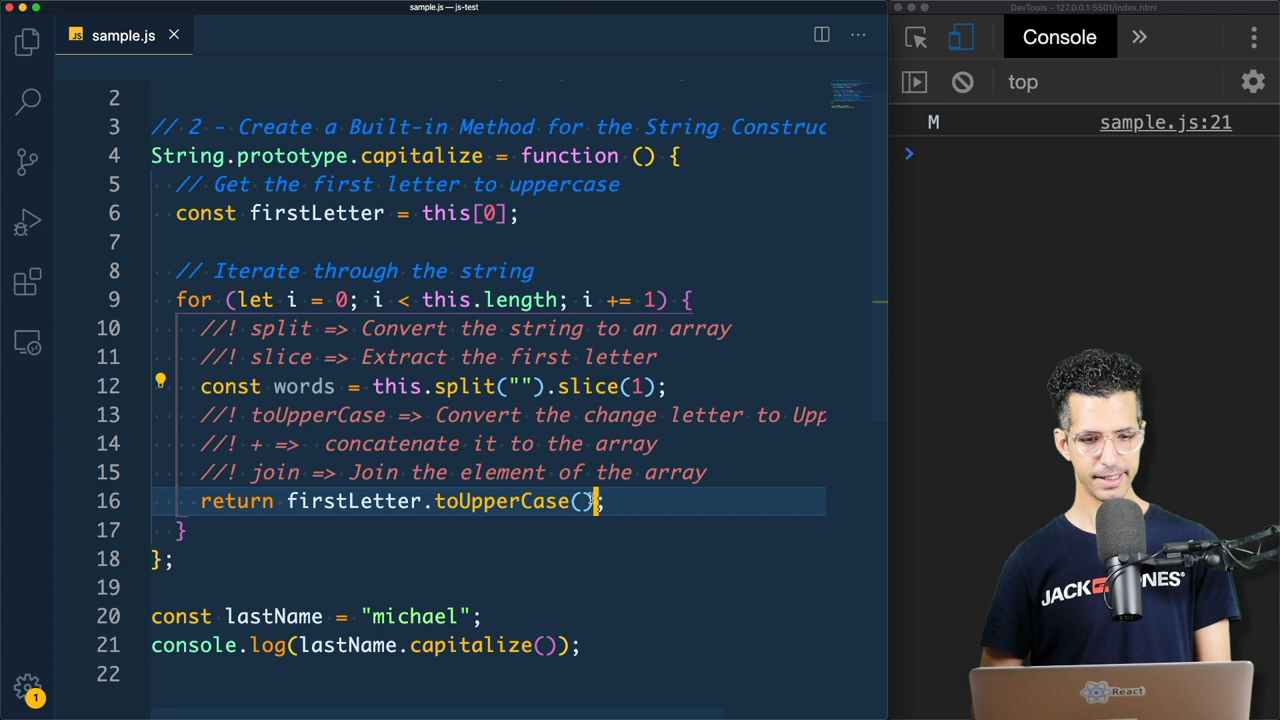 sample.js — js-test
DevTools - 127.0.0.1:5501/index.html
JS sample.js
Console
top
M sample.js:21
2
3 // 2 - Create a Built-in Method for the String Construc
4 String.prototype.capitalize = function () {
5 // Get the first letter to uppercase
6 const firstLetter = this[0];
7
8 // Iterate through the string
9 for (let i = 0; i < this.length; i += 1) {
10 //! split => Convert the string to an array
11 //! slice => Extract the first letter
12 const words = this.split("").slice(1);
13 //! toUpperCase => Convert the change letter to Upp
14 //! + => concatenate it to the array
15 //! join => Join the element of the array
16 return firstLetter.toUpperCase();
17 }
18 };
19
20 const lastName = "michael";
21 console.log(lastName.capitalize());
22
1
JACK JONES
React